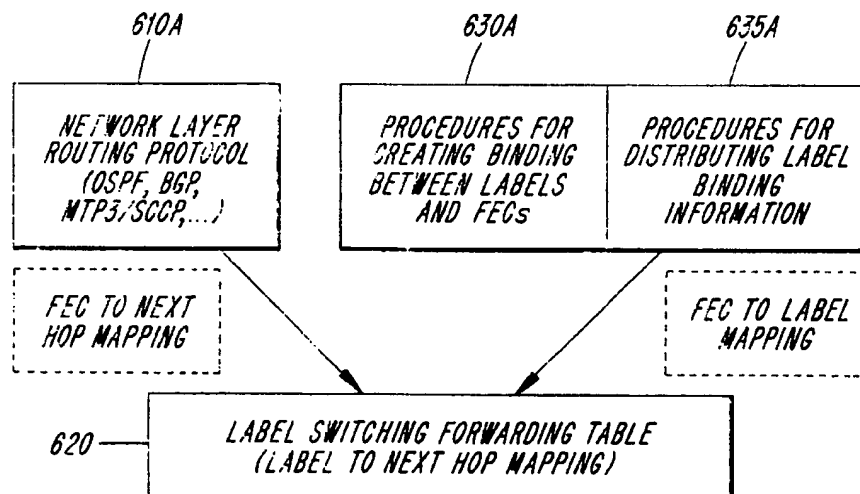 610A
630A
635A
NETWORK LAYER
ROUTING PROTOCOL
(OSPF, BGP,
MTP3/SCCP,...)
PROCEDURES FOR
CREATING BINDING
BETWEEN LABELS
AND FECs
PROCEDURES FOR
DISTRIBUTING LABEL
BINDING
INFORMATION
FEC TO NEXT
HOP MAPPING
FEC TO LABEL
MAPPING
620
LABEL SWITCHING FORWARDING TABLE
(LABEL TO NEXT HOP MAPPING)